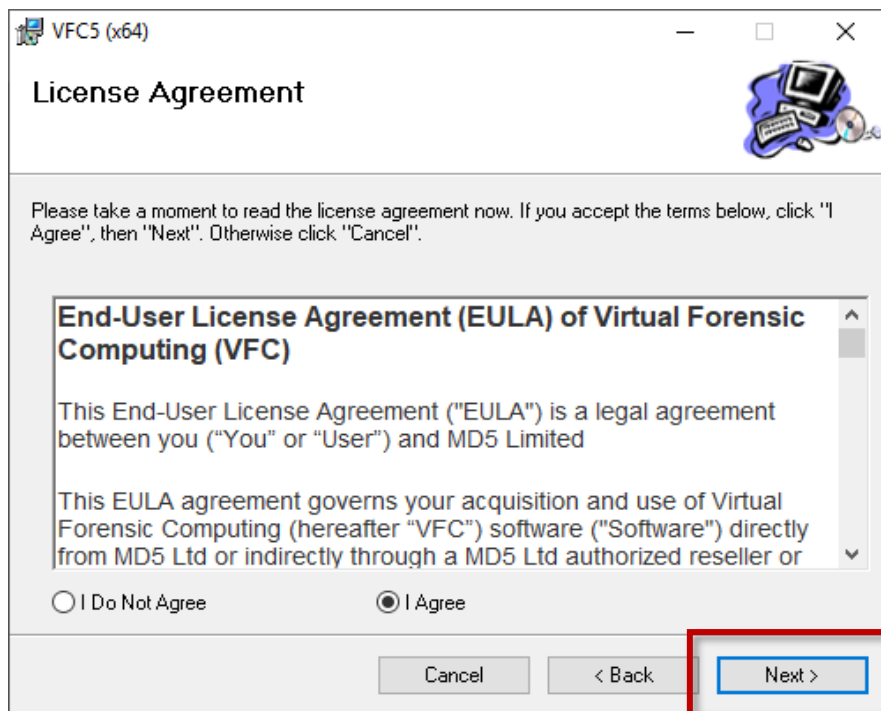 VFC5 (x64)
License Agreement
Please take a moment to read the license agreement now. If you accept the terms below, click "I
Agree", then "Next". Otherwise click "Cancel".
End-User License Agreement (EULA) of Virtual Forensic
Computing (VFC)
This End-User License Agreement ("EULA") is a legal agreement
between you (“You” or “User”) and MD5 Limited
This EULA agreement governs your acquisition and use of Virtual
Forensic Computing (hereafter “VFC”) software ("Software") directly
from MD5 Ltd or indirectly through a MD5 Ltd authorized reseller or
I Do Not Agree
I Agree
Cancel
< Back
Next >